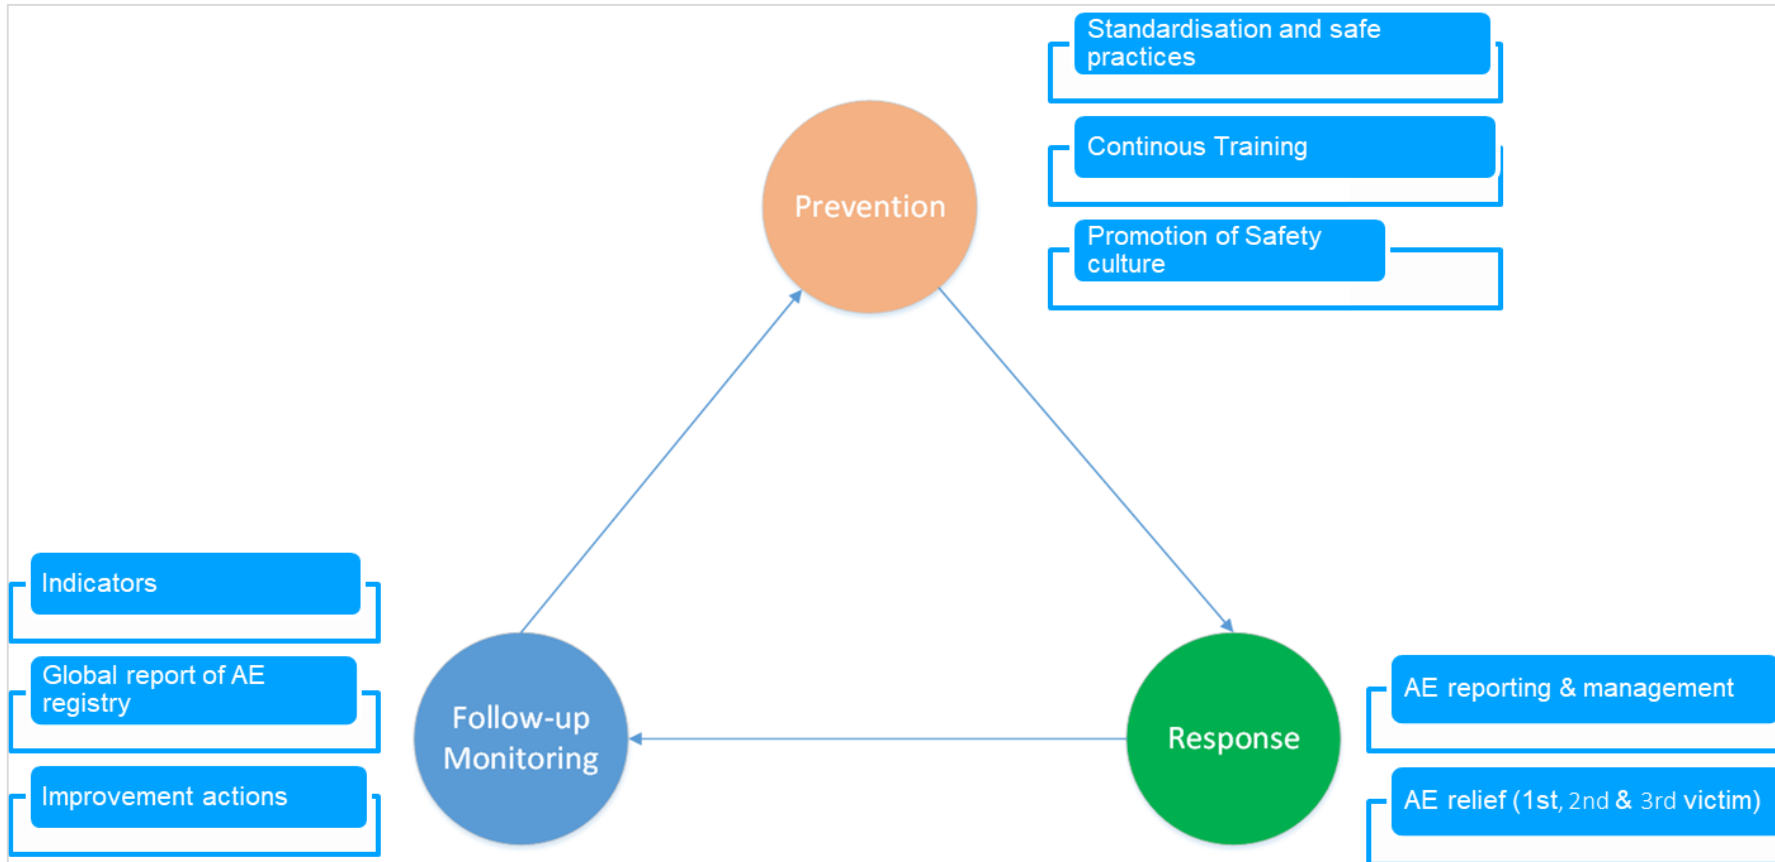 Standardisation and safe
practices
Continous Training
Promotion of Safety
culture
Prevention
Indicators
Global report of AE
registry
Improvement actions
Follow-up
Monitoring
Response
AE reporting & management
AE relief (1st, 2nd & 3rd victim)